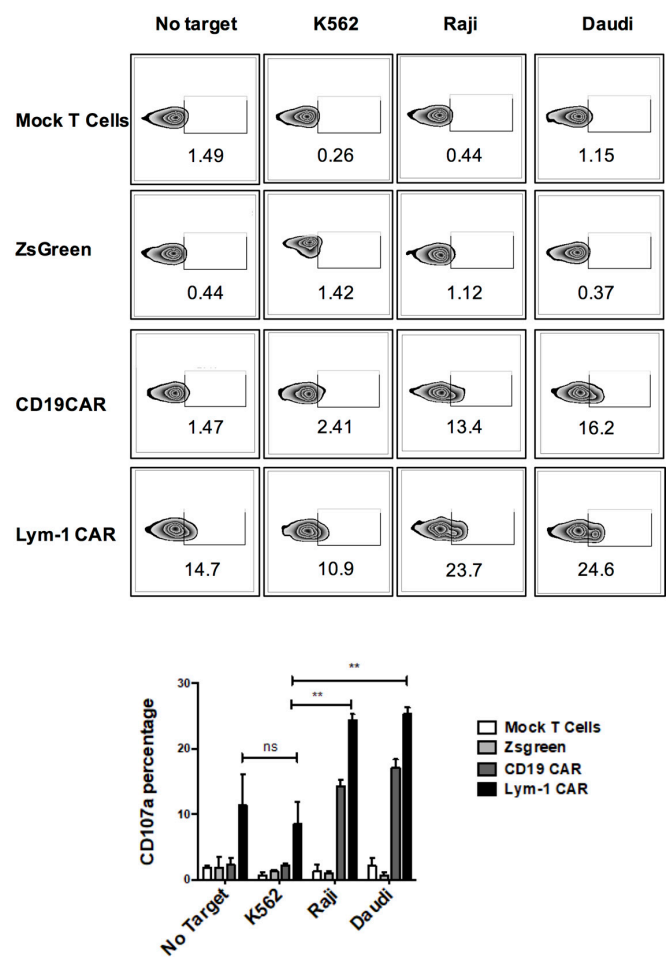 No target K562 Raji Daudi
Mock T Cells
1.49 0.26 0.44 1.15
ZsGreen
0.44 1.42 1.12 0.37
CD19CAR
1.47 2.41 13.4 16.2
Lym-1 CAR
14.7 10.9 23.7 24.6
**
30
**
ns
20
10
0
CD107a percentage
Mock T Cells
Zsgreen
CD19 CAR
Lym-1 CAR
No Target K562 Raji Daudi